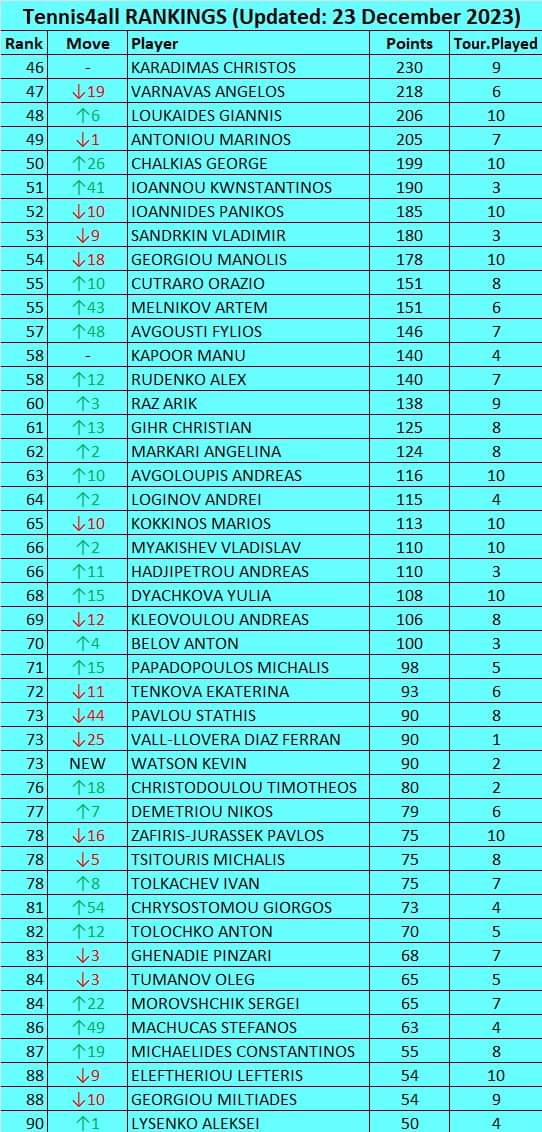 Tennis4all RANKINGS (Updated: 23 December 2023)
Rank Move Player Points Tour.Played
46 - KARADIMAS CHRISTOS 230 9
47 ↓19 VARNAVAS ANGELOS 218 6
48 ↑6 LOUKAIDES GIANNIS 206 10
49 ↓1 ANTONIOU MARINOS 205 7
50 ↑26 CHALKIAS GEORGE 199 10
51 ↑41 IOANNOU KWNSTANTINOS 190 3
52 ↓10 IOANNIDES PANIKOS 185 10
53 ↓9 SANDRKIN VLADIMIR 180 3
54 ↓18 GEORGIOU MANOLIS 178 10
55 ↑10 CUTRARO ORAZIO 151 8
55 ↑43 MELNIKOV ARTEM 151 6
57 ↑48 AVGOUSTI FYLIOS 146 7
58 - KAPOOR MANU 140 4
58 ↑12 RUDENKO ALEX 140 7
60 ↑3 RAZ ARIK 138 9
61 ↑13 GIHR CHRISTIAN 125 8
62 ↑2 MARKARI ANGELINA 124 8
63 ↑10 AVGOLOUPIS ANDREAS 116 10
64 ↑2 LOGINOV ANDREI 115 4
65 ↓10 KOKKINOS MARIOS 113 10
66 ↑2 MYAKISHEV VLADISLAV 110 10
66 ↑11 HADJIPETROU ANDREAS 110 3
68 ↑15 DYACHKOVA YULIA 108 10
69 ↓12 KLEOVOULOU ANDREAS 106 8
70 ↑4 BELOV ANTON 100 3
71 ↑15 PAPADOPOULOS MICHALIS 98 5
72 ↓11 TENKOVA EKATERINA 93 6
73 ↓44 PAVLOU STATHIS 90 8
73 ↓25 VALL-LLOVERA DIAZ FERRAN 90 1
73 NEW WATSON KEVIN 90 2
76 ↑18 CHRISTODOULOU TIMOTHEOS 80 2
77 ↑7 DEMETRIOU NIKOS 79 6
78 ↓16 ZAFIRIS-JURASSEK PAVLOS 75 10
78 ↓5 TSITOURIS MICHALIS 75 8
78 ↑8 TOLKACHEV IVAN 75 7
81 ↑54 CHRYSOSTOMOU GIORGOS 73 4
82 ↑12 TOLOCHKO ANTON 70 5
83 ↓3 GHENADIE PINZARI 68 7
84 ↓3 TUMANOV OLEG 65 5
84 ↑22 MOROVSHCHIK SERGEI 65 7
86 ↑49 MACHUCAS STEFANOS 63 4
87 ↑19 MICHAELIDES CONSTANTINOS 55 8
88 ↓9 ELEFTHERIOU LEFTERIS 54 10
88 ↓10 GEORGIOU MILTIADES 54 9
90 ↑1 LYSENKO ALEKSEI 50 4